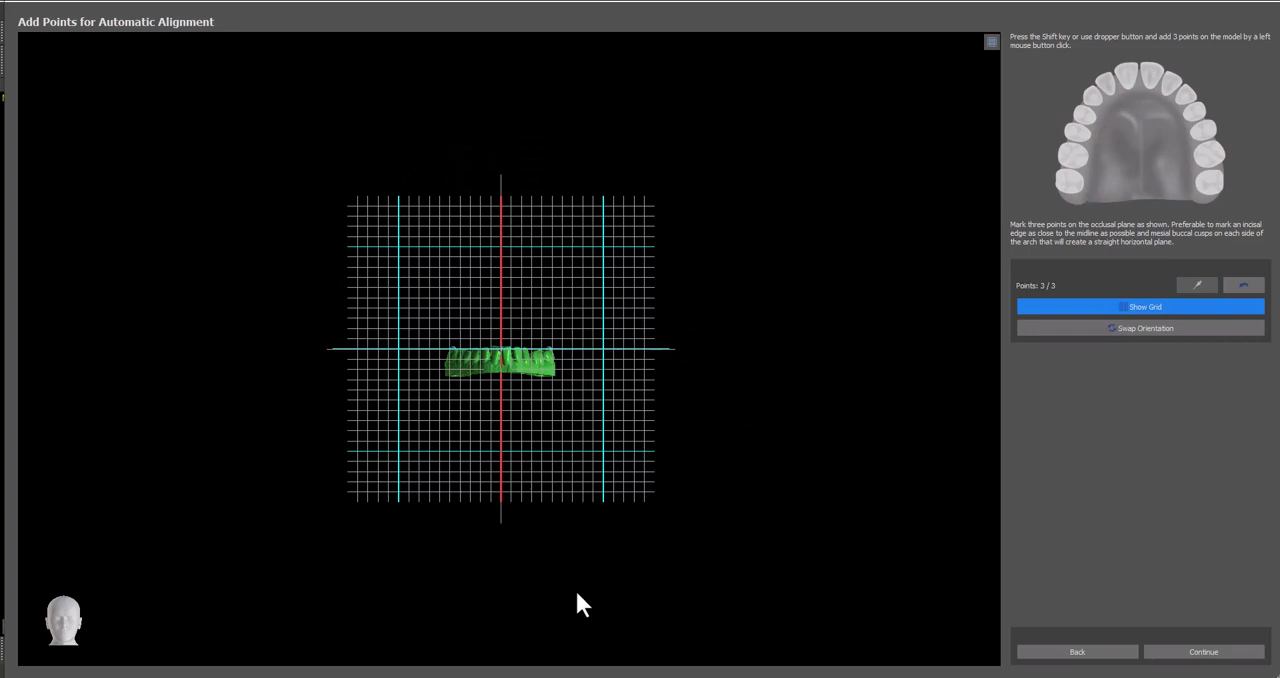 Add Points for Automatic Alignment
Press the Shift key or use dropper button and add 3 points on the model by a left
mouse button click.
Mark three points on the occlusal plane as shown. Preferable to mark an incisal
edge as close to the midline as possible and mesial buccal cusps on each side of
the arch that will create a straight horizontal plane.
Points: 3 / 3
Show Grid
Swap Orientation
Back
Continue